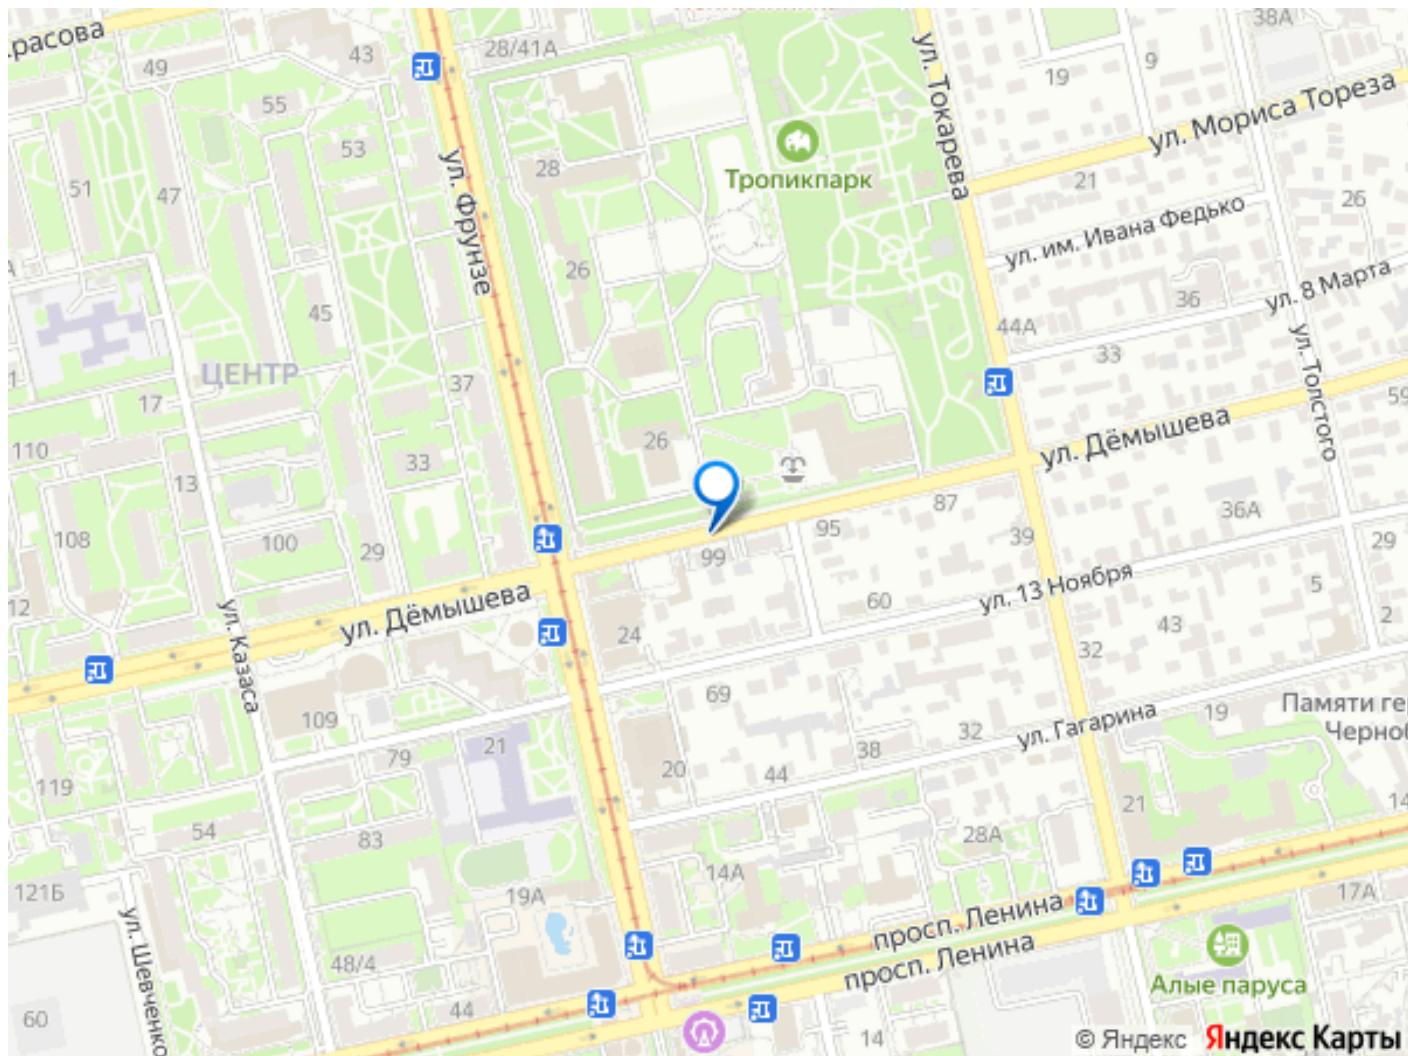 38А
расова
28/41А
43
49
9
19
ул. Токарева
ул. Мориса Тореза
55
53
ул. Фрунзе
28
Тропикпарк
51
47
21
26
ул. им. Ивана Федько
26
36
ул. 8 Марта
45
44А
33
ул. Толстого
ЦЕНТР
37
17
59
110
26
33
ул. Дёмышева
13
87
36А
108
100
29
99
95
39
29
ул. 13 Ноября
5
12
ул. Казаса
ул. Дёмышева
60
2
24
43
32
69
Памяти ге
Черноб
109
21
79
38
32
ул. Гагарина
19
119
20
44
21
14
54
83
28А
14А
121Б
19А
17А
ул. Шевченко
просп. Ленина
просп. Ленина
48/4
Алые паруса
44
60
14
© Яндекс Яндекс Карты